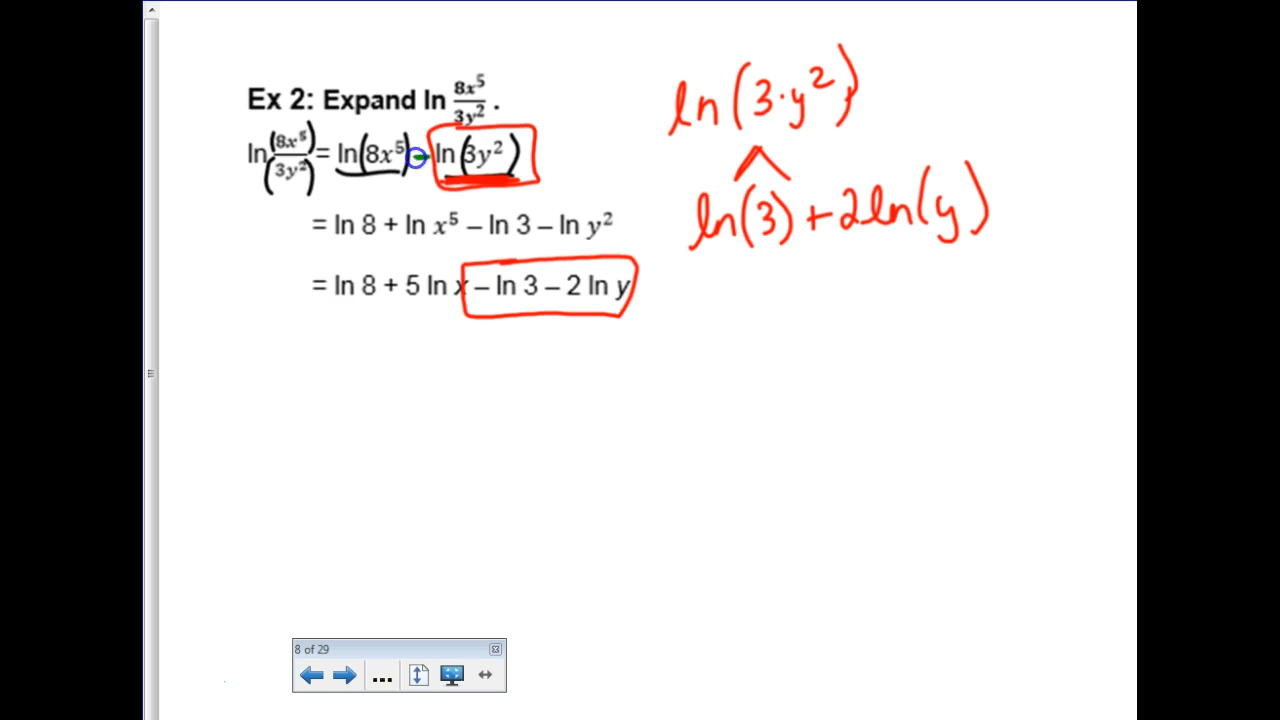 Ex 2: Expand ln 8x⁵/3y² .
ln(8x⁵/3y²) = ln(8x⁵) – ln(3y²)
= ln 8 + ln x⁵ – ln 3 – ln y²
= ln 8 + 5 ln x – ln 3 – 2 ln y
ln(3·y²)
ln(3) + 2ln(y)
8 of 29